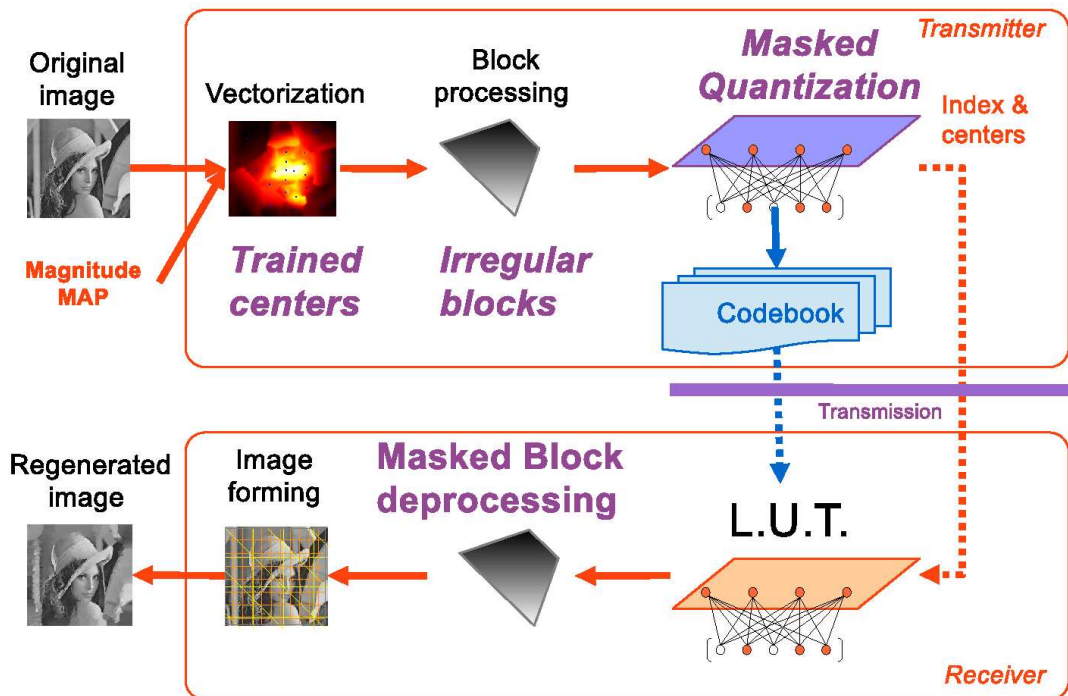 Transmitter
Original
image
Vectorization
Block
processing
Masked
Quantization
Index &
centers
Magnitude
MAP
Trained
centers
Irregular
blocks
Codebook
Transmission
Regenerated
image
Image
forming
Masked Block
deprocessing
L.U.T.
Receiver